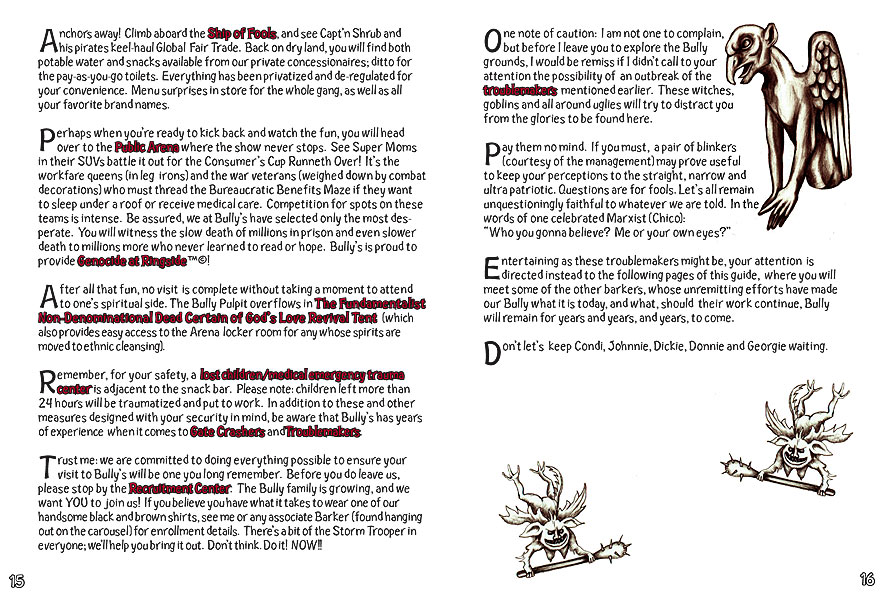 Anchors away! Climb aboard the Ship of Fools, and see Capt'n Shrub and
his pirates keel-haul Global Fair Trade. Back on dry land, you will find both
potable water and snacks available from our private concessionaires; ditto for
the pay-as-you-go toilets. Everything has been privatized and de-regulated for
your convenience. Menu surprises in store for the whole gang, as well as all
your favorite brand names.
Perhaps when you're ready to kick back and watch the fun, you will head
over to the Public Arena where the show never stops. See Super Moms
in their SUVs battle it out for the Consumer's Cup Runneth Over! It's the
workfare queens (in leg irons) and the war veterans (weighed down by combat
decorations) who must thread the Bureaucratic Benefits Maze if they want
to sleep under a roof or receive medical care. Competition for spots on these
teams is intense. Be assured, we at Bully's have selected only the most des-
perate. You will witness the slow death of millions in prison and even slower
death to millions more who never learned to read or hope. Bully's is proud to
provide Genocide at Ringside™©!
After all that fun, no visit is complete without taking a moment to attend
to one's spiritual side. The Bully Pulpit overflows in The Fundamentalist
Non-Denominational Dead Certain of God's Love Revival Tent (which
also provides easy access to the Arena locker room for any whose spirits are
moved to ethnic cleansing).
Remember, for your safety, a lost children/medical emergency trauma
center is adjacent to the snack bar. Please note: children left more than
24 hours will be traumatized and put to work. In addition to these and other
measures designed with your security in mind, be aware that Bully's has years
of experience when it comes to Gate Crashers and Troublemakers.
Trust me: we are committed to doing everything possible to ensure your
visit to Bully's will be one you long remember. Before you do leave us,
please stop by the Recruitment Center. The Bully family is growing, and we
want YOU to join us! If you believe you have what it takes to wear one of our
handsome black and brown shirts, see me or any associate Barker (found hanging
out on the carousel) for enrollment details. There's a bit of the Storm Trooper in
everyone; we'll help you bring it out. Don't think. Do it! NOW!!
15
One note of caution: I am not one to complain,
but before I leave you to explore the Bully
grounds, I would be remiss if I didn't call to your
attention the possibility of an outbreak of the
troublemakers mentioned earlier. These witches,
goblins and all around uglies will try to distract you
from the glories to be found here.
Pay them no mind. If you must, a pair of blinkers
(courtesy of the management) may prove useful
to keep your perceptions to the straight, narrow and
ultra patriotic. Questions are for fools. Let's all remain
unquestioningly faithful to whatever we are told. In the
words of one celebrated Marxist (Chico):
"Who you gonna believe? Me or your own eyes?"
Entertaining as these troublemakers might be, your attention is
directed instead to the following pages of this guide, where you will
meet some of the other barkers, whose unremitting efforts have made
our Bully what it is today, and what, should their work continue, Bully
will remain for years and years, and years, to come.
Don't let's keep Condi, Johnnie, Dickie, Donnie and Georgie waiting.
16